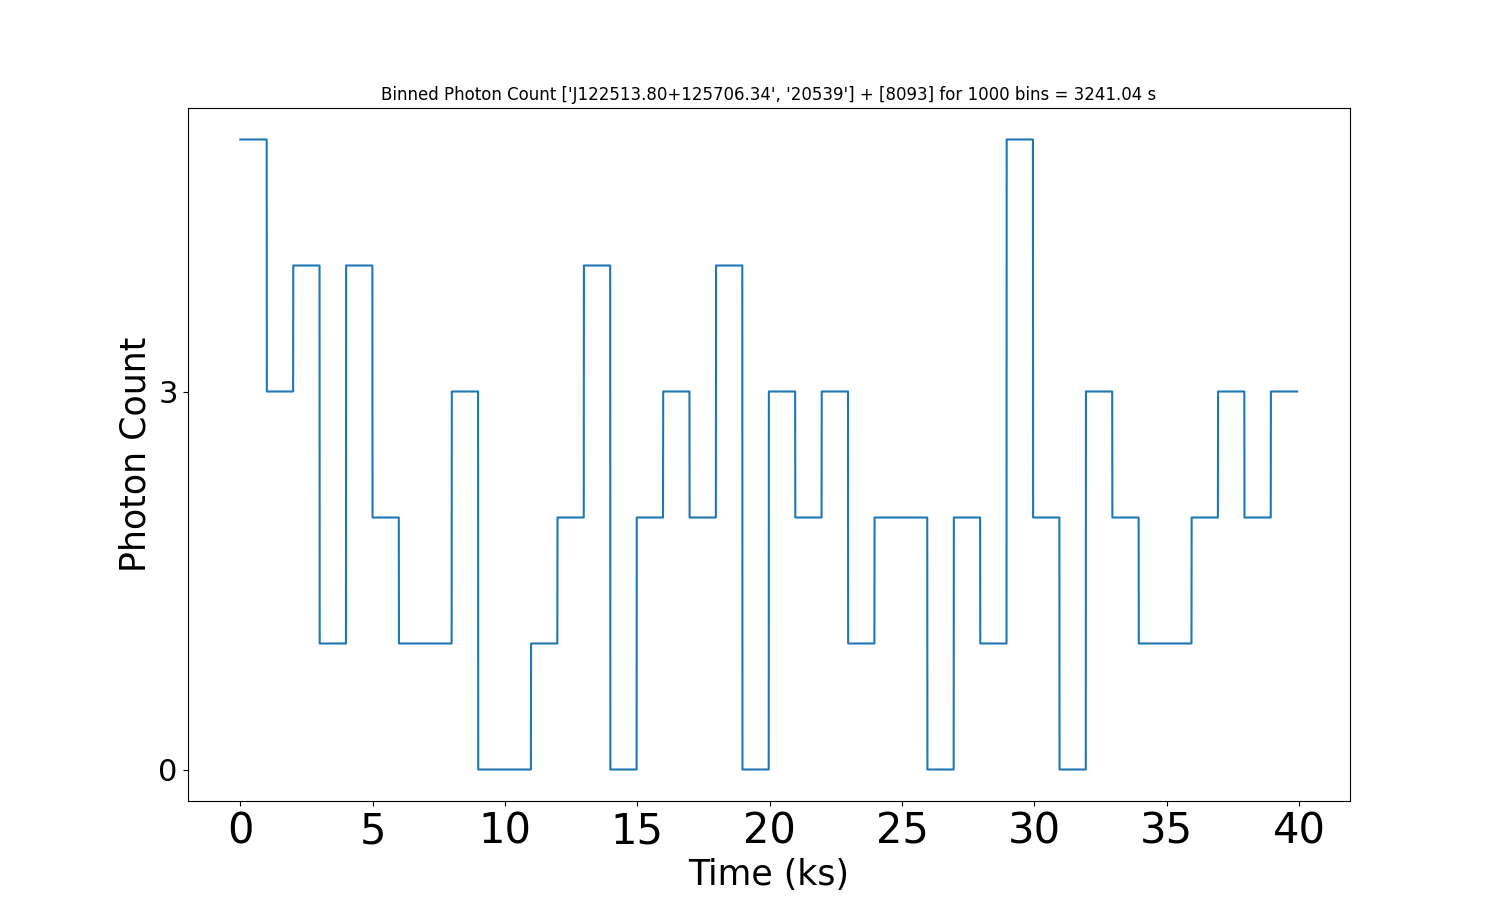 Binned Photon Count ['J122513.80+125706.34', '20539'] + [8093] for 1000 bins = 3241.04 s
Photon Count
3
0
0 5 10 15 20 25 30 35 40
Time (ks)